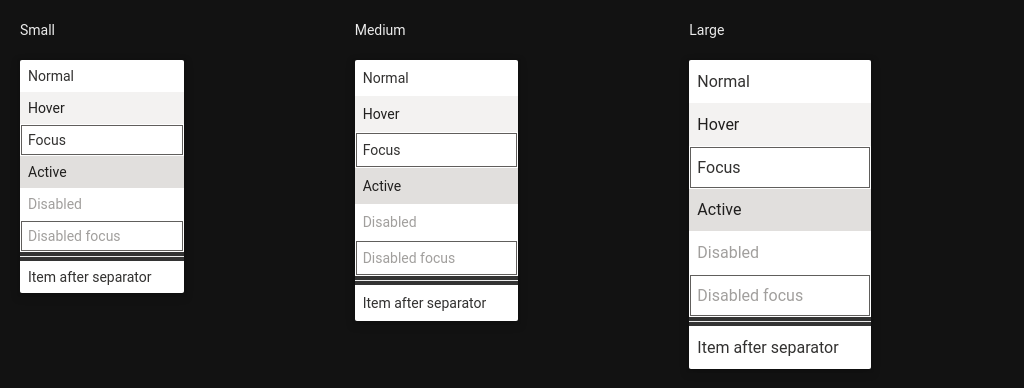 Small
Normal
Hover
Focus
Active
Disabled
Disabled focus
Item after separator
Medium
Normal
Hover
Focus
Active
Disabled
Disabled focus
Item after separator
Large
Normal
Hover
Focus
Active
Disabled
Disabled focus
Item after separator